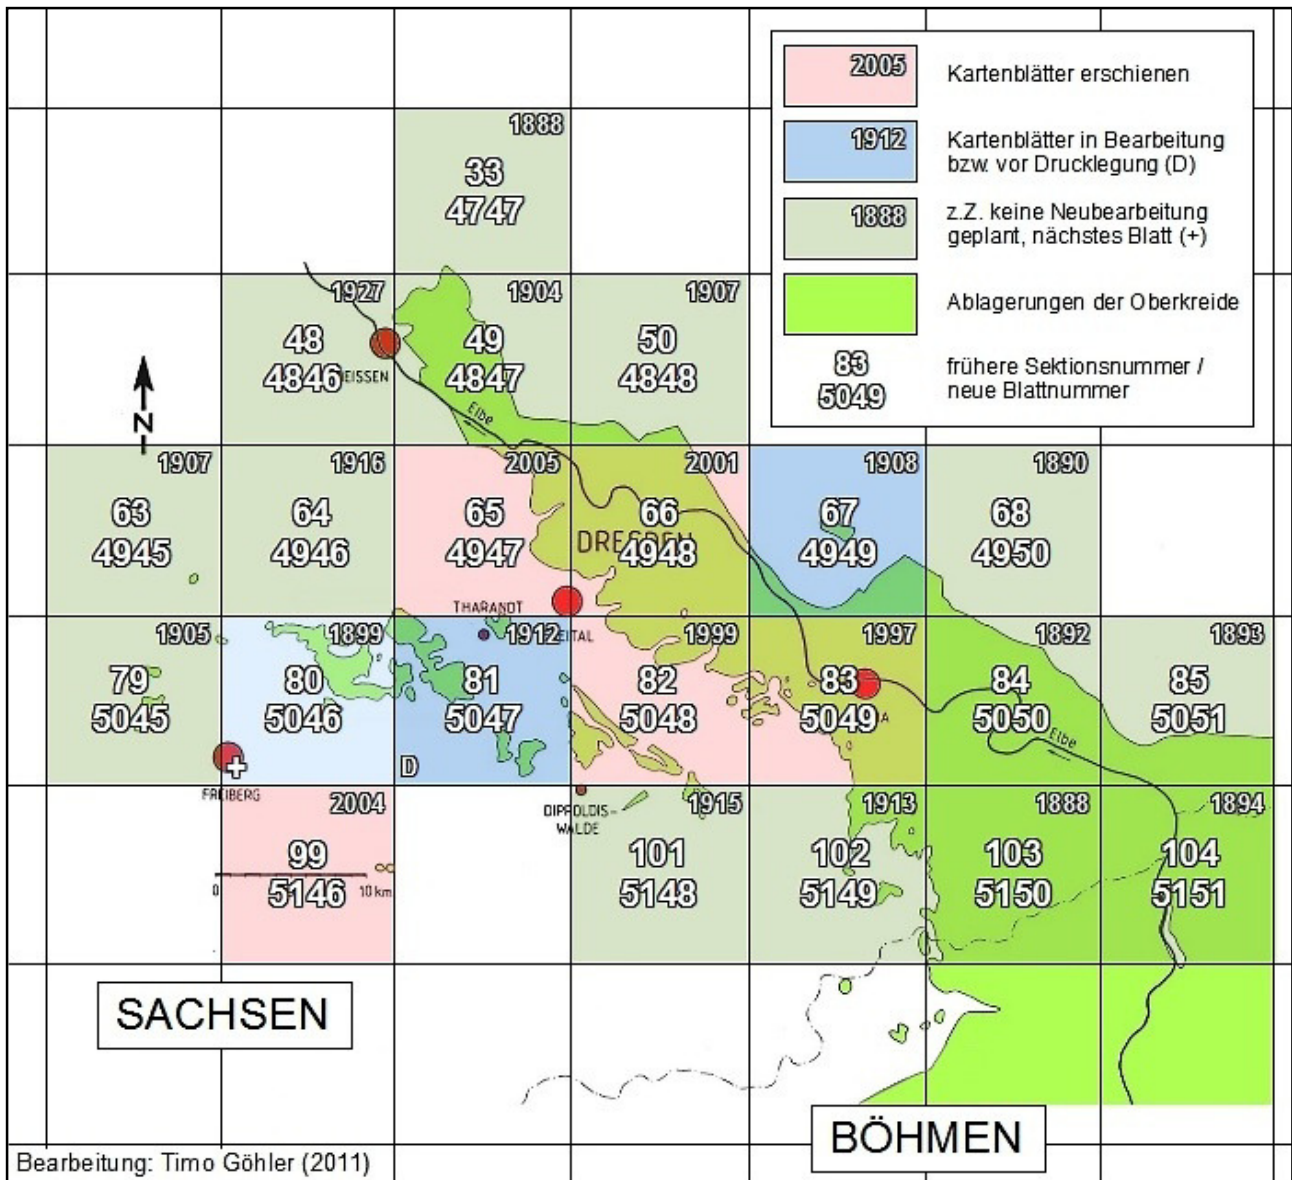 2005 Kartenblätter erschienen
1912 Kartenblätter in Bearbeitung
bzw. vor Drucklegung (D)
1888 z.Z. keine Neubearbeitung
geplant, nächstes Blatt (+)
Ablagerungen der Oberkreide
83 frühere Sektionsnummer /
5049 neue Blattnummer
1888
33
4747
1927
48
4846
EISSEN
1904
49
4847
Elbe
1907
50
4848
N
1907
63
4945
1916
64
4946
2005
65
4947
2001
66
4948
DRESDEN
1908
67
4949
1890
68
4950
THARANDT
1905
79
5045
1899
80
5046
+
FREIBERG
1912
81
5047
D
EITAL
1999
82
5048
1997
83
5049
A
1892
84
5050
Elbe
1893
85
5051
2004
99
5146
0 10 km
DIPPOLDIS-
WALDE
1915
101
5148
1913
102
5149
1888
103
5150
1894
104
5151
SACHSEN
BÖHMEN
Bearbeitung: Timo Göhler (2011)